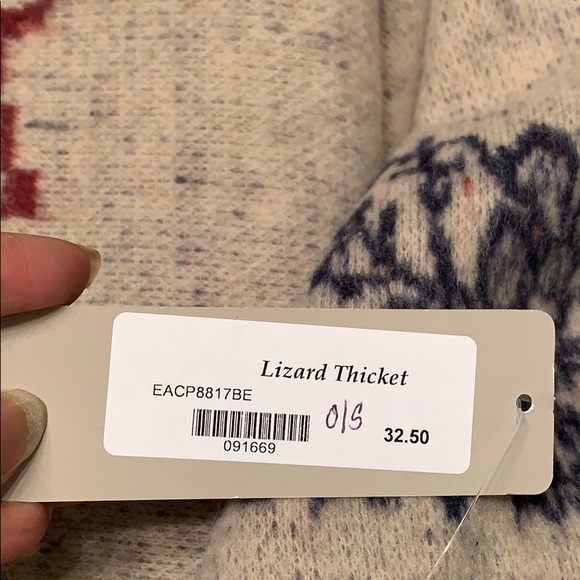 Lizard Thicket
EACP8817BE
O/S
32.50
091669